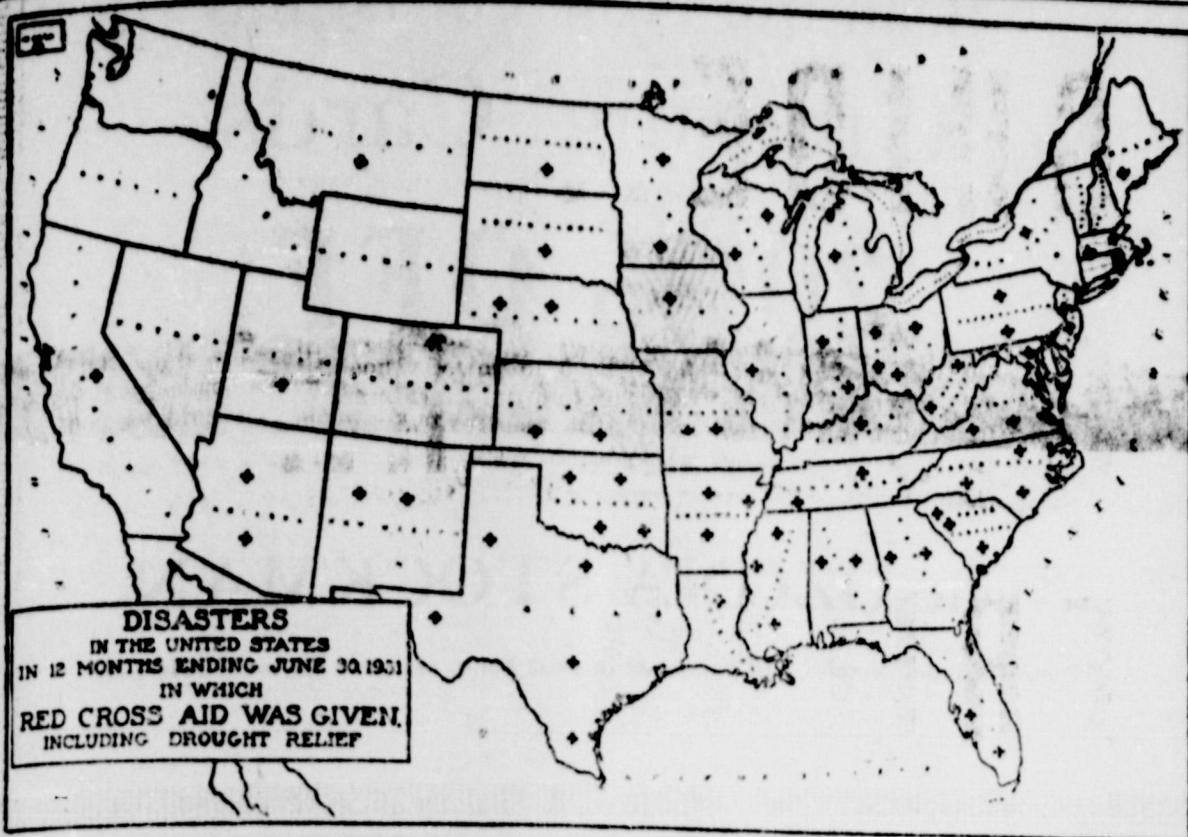 DISASTERS
IN THE UNITED STATES
IN 12 MONTHS ENDING JUNE 30, 1931
IN WHICH
RED CROSS AID WAS GIVEN.
INCLUDING DROUGHT RELIEF